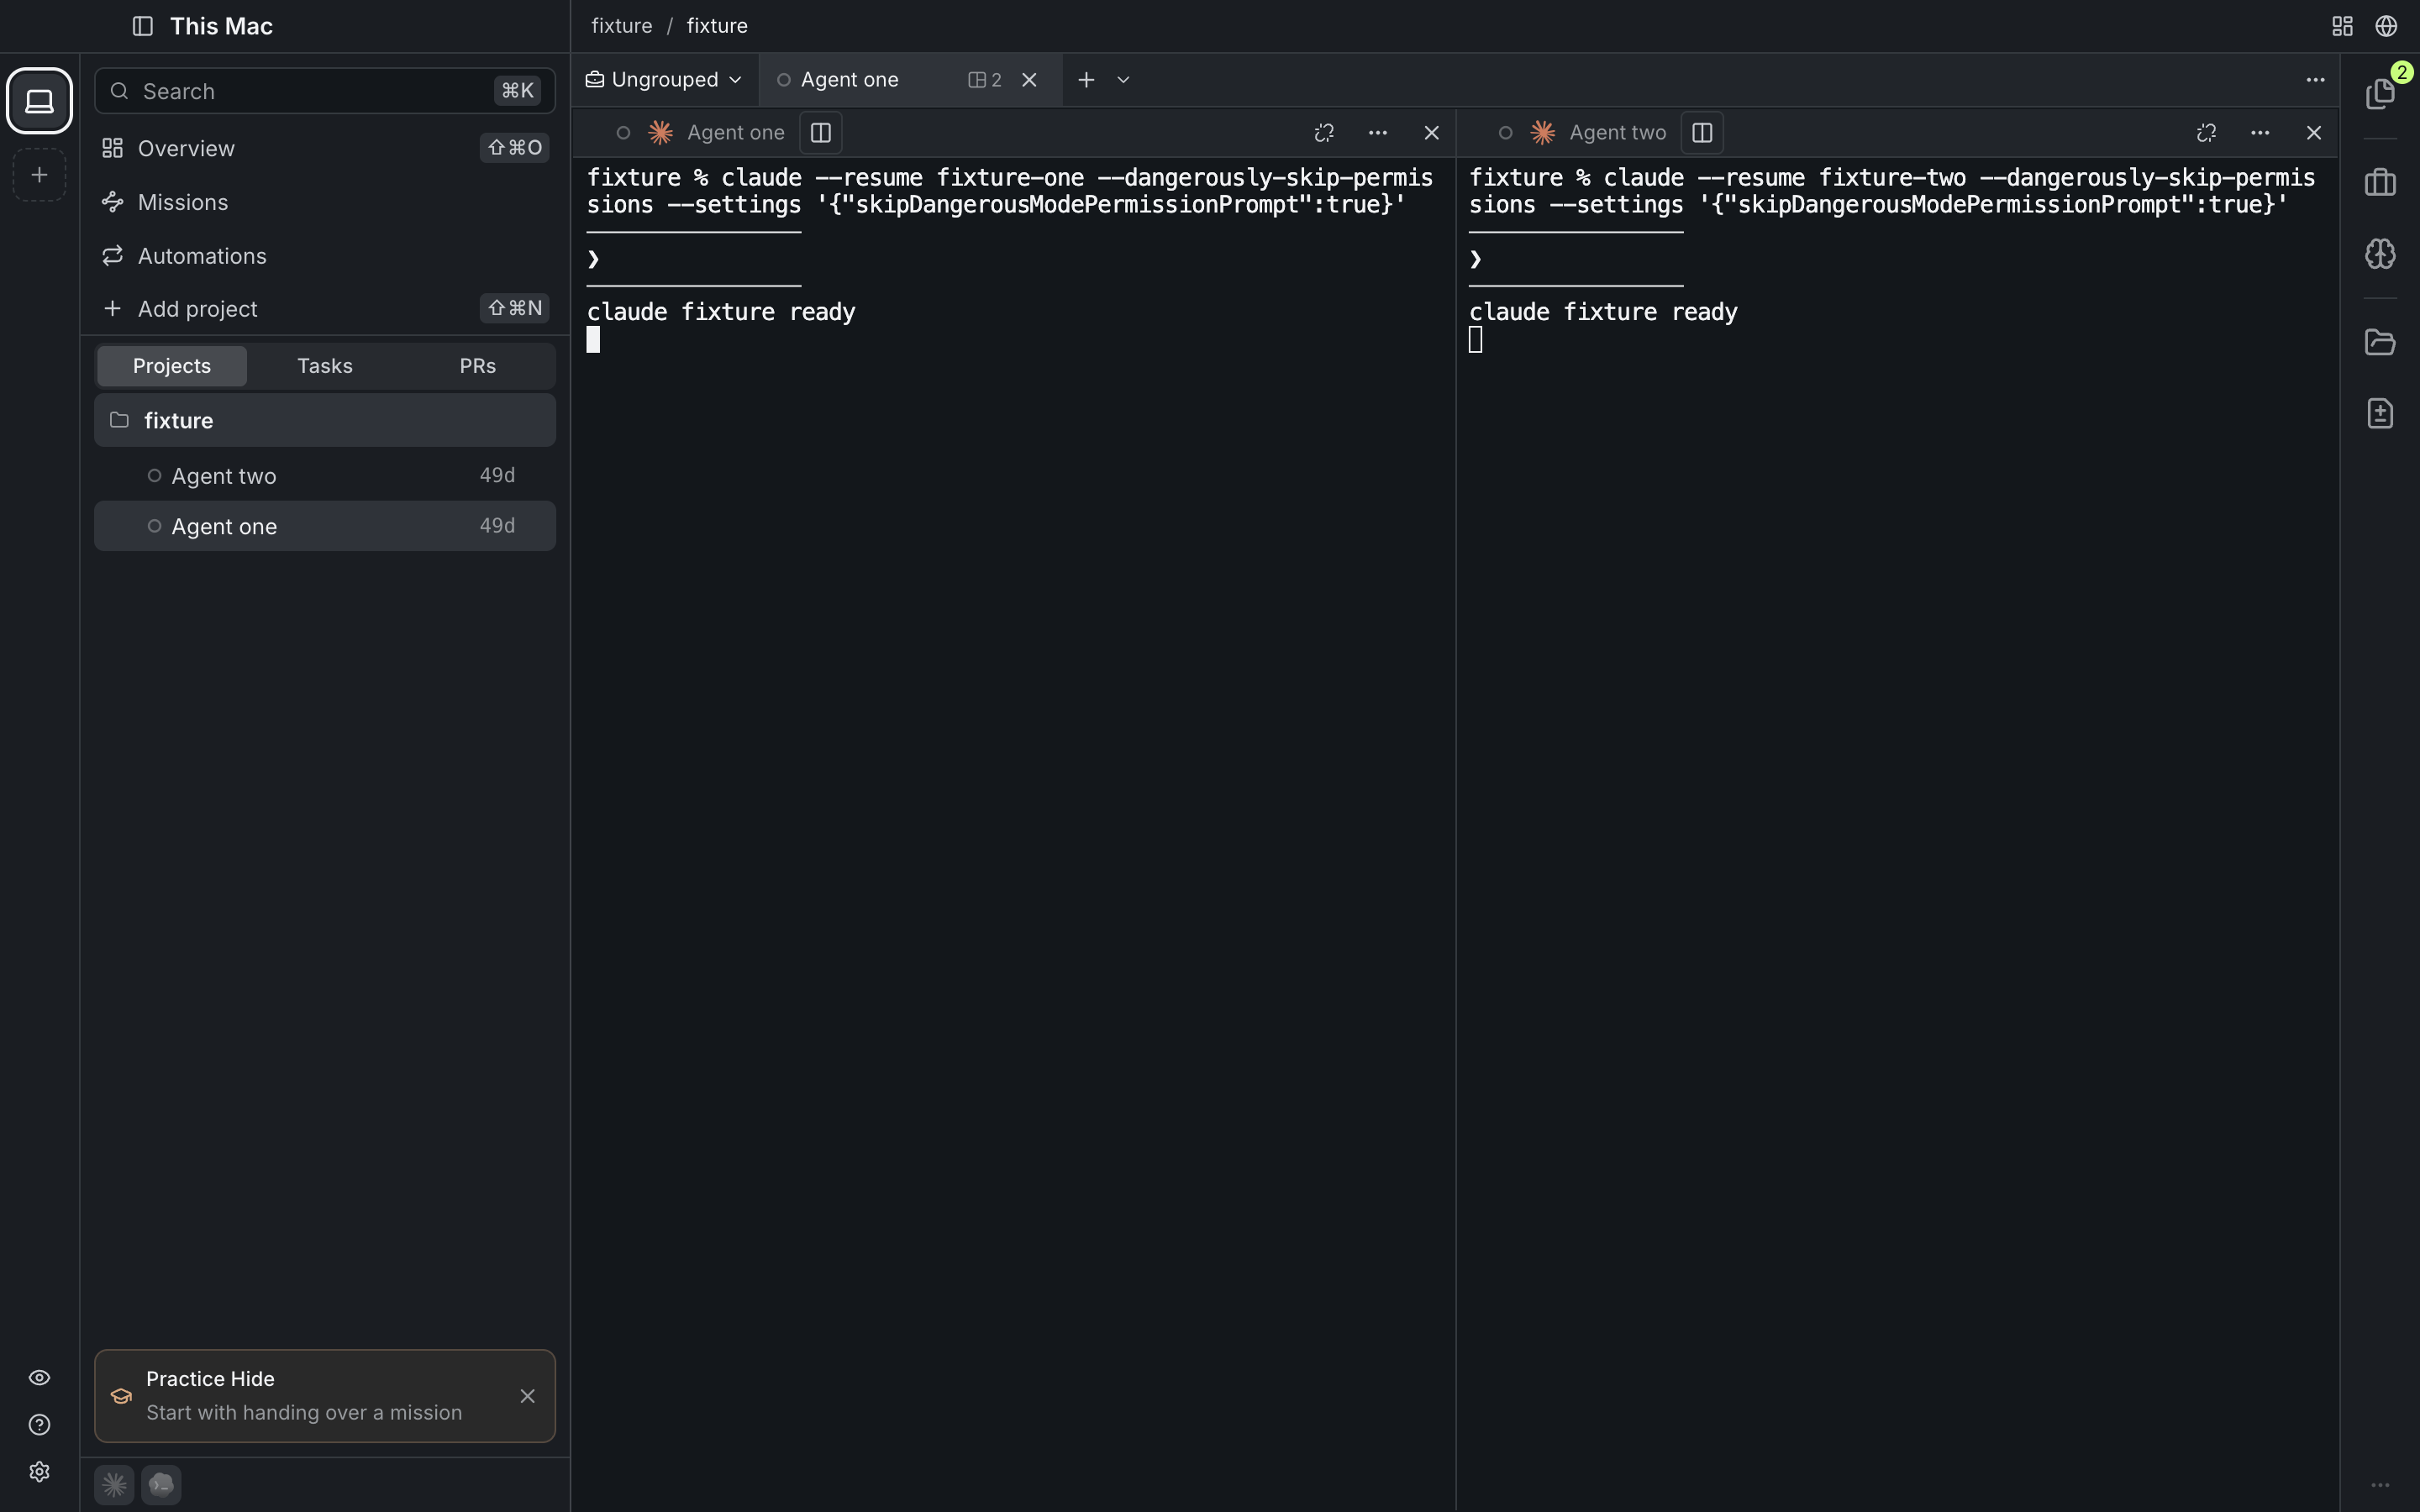 This Mac
fixture / fixture
Search ⌘K
Overview ⇧⌘O
Missions
Automations
Add project ⇧⌘N
Projects Tasks PRs
fixture
Agent two 49d
Agent one 49d
Practice Hide
Start with handing over a mission
Ungrouped
Agent one 2
Agent one
fixture % claude --resume fixture-one --dangerously-skip-permis
sions --settings '{"skipDangerousModePermissionPrompt":true}'
❯
claude fixture ready
Agent two
fixture % claude --resume fixture-two --dangerously-skip-permis
sions --settings '{"skipDangerousModePermissionPrompt":true}'
❯
claude fixture ready
2